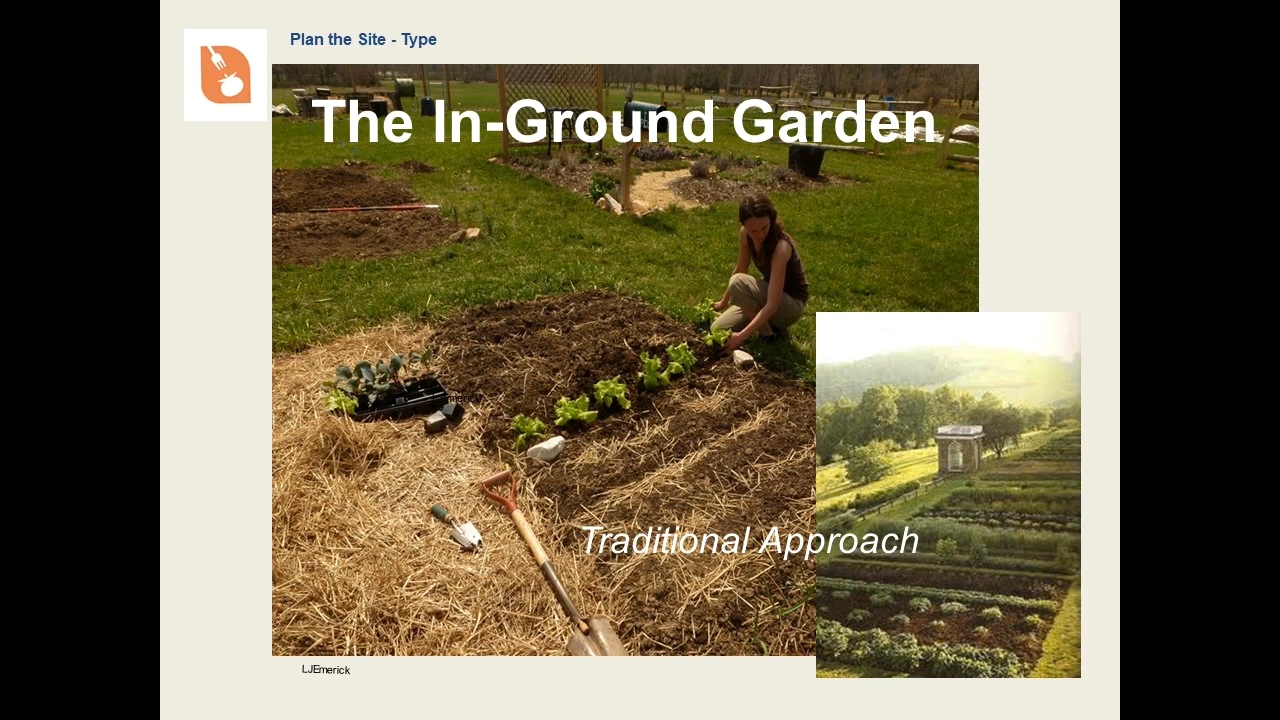 Plan the Site - Type
The In-Ground Garden
Traditional Approach
LJEmerick